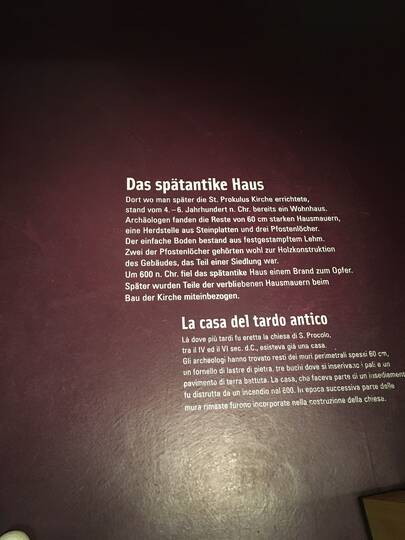 Das spätantike Haus
Dort wo man später die St. Prokulus Kirche errichtete,
stand vom 4. – 6. Jahrhundert n. Chr. bereits ein Wohnhaus.
Archäologen fanden die Reste von 60 cm starken Hausmauern,
eine Herdstelle aus Steinplatten und drei Pfostenlöcher.
Der einfache Boden bestand aus festgestampftem Lehm.
Zwei der Pfostenlöcher gehörten wohl zur Holzkonstruktion
des Gebäudes, das Teil einer Siedlung war.
Um 600 n. Chr. fiel das spätantike Haus einem Brand zum Opfer.
Später wurden Teile der verbliebenen Hausmauern beim
Bau der Kirche miteinbezogen.
La casa del tardo antico
Là dove più tardi fu eretta la chiesa di S. Procolo,
tra il IV ed il VI sec. d.C., esisteva già una casa.
Gli archeologi hanno trovato resti dei muri perimetrali spessi 60 cm,
un fornello di lastre di pietra, tre buchi dove si inserivano i pali e un
pavimento di terra battuta. La casa, che faceva parte di un insediamento
fu distrutta da un incendio nel 600. In epoca successiva parte delle
mura rimaste furono incorporate nella costruzione della chiesa.